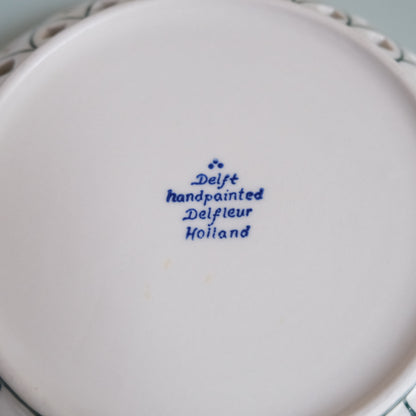 Delft
handpainted
Delfleur
Holland